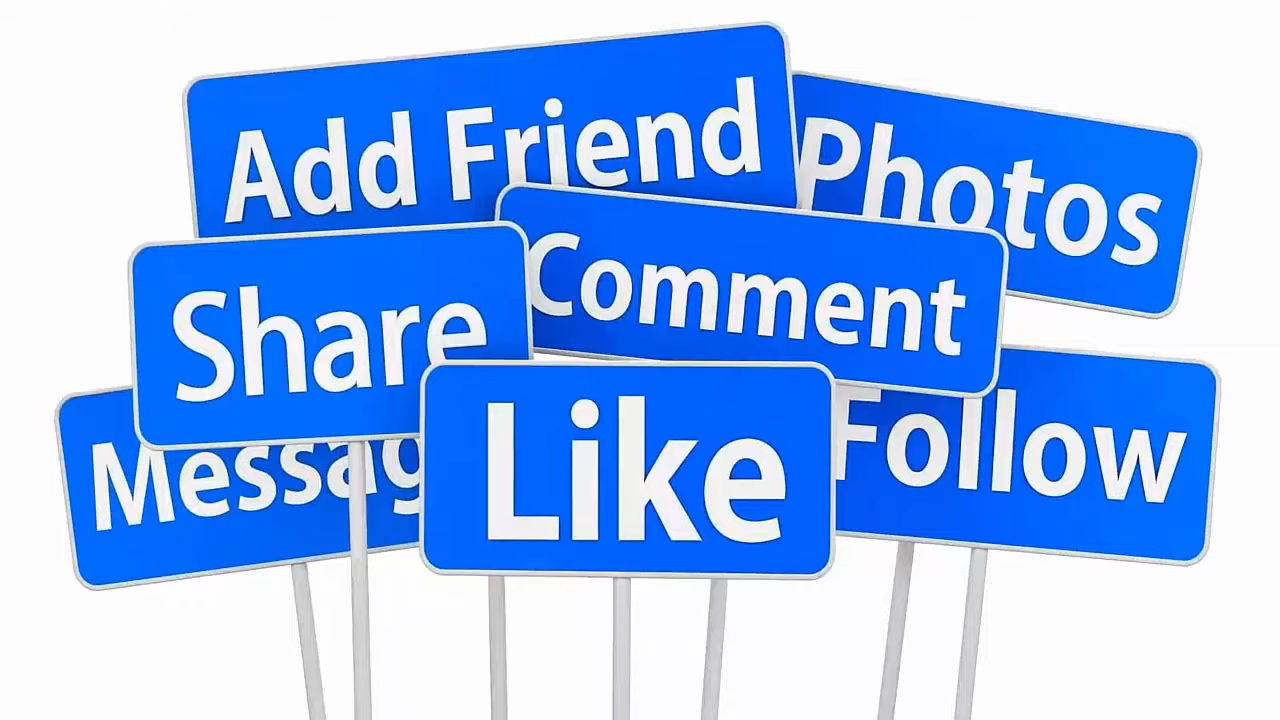 Add Friend
Photos
Comment
Share
Like
Follow
Messag